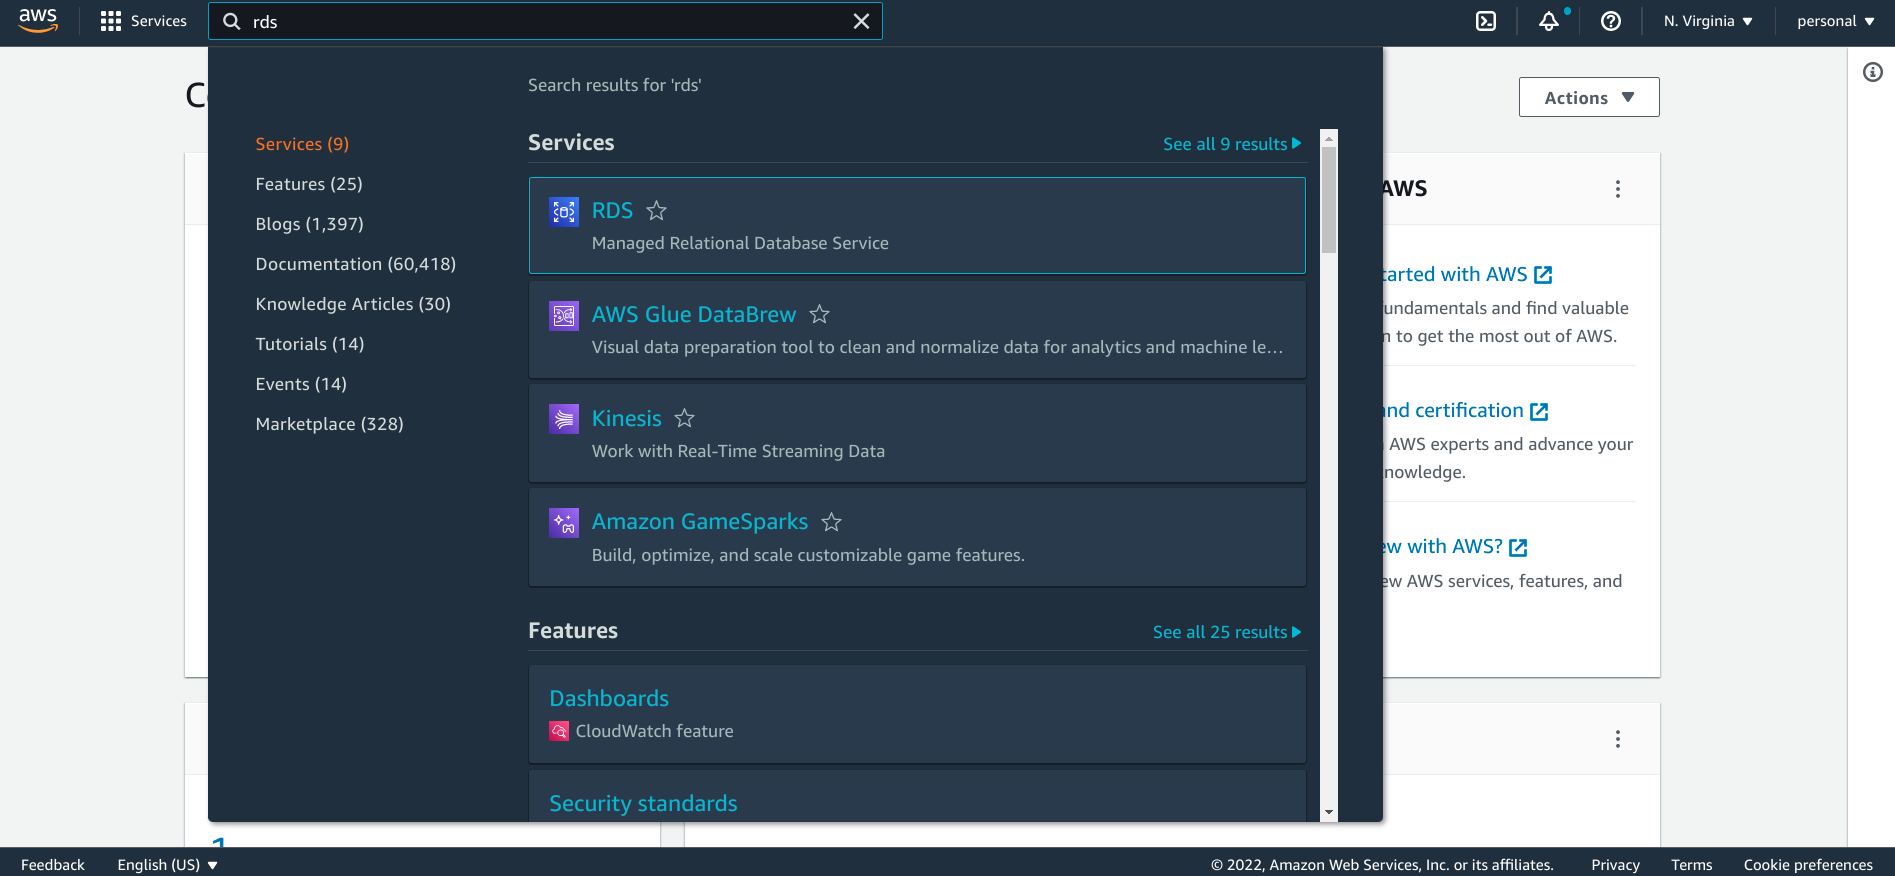 aws
Services
rds
N. Virginia
personal
Search results for 'rds'
Actions
Services (9)
Features (25)
Blogs (1,397)
Documentation (60,418)
Knowledge Articles (30)
Tutorials (14)
Events (14)
Marketplace (328)
Services
See all 9 results
RDS
Managed Relational Database Service
AWS Glue DataBrew
Visual data preparation tool to clean and normalize data for analytics and machine le...
Kinesis
Work with Real-Time Streaming Data
Amazon GameSparks
Build, optimize, and scale customizable game features.
Features
See all 25 results
Dashboards
CloudWatch feature
Security standards
AWS
started with AWS
fundamentals and find valuable
to get the most out of AWS.
and certification
AWS experts and advance your
knowledge.
new with AWS?
new AWS services, features, and
Feedback
English (US)
© 2022, Amazon Web Services, Inc. or its affiliates.
Privacy
Terms
Cookie preferences